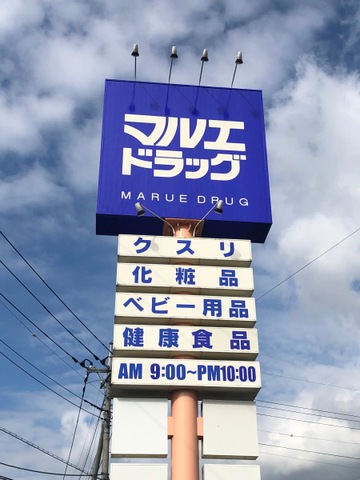 マルエ
ドラッグ
MARUE DRUG
クスリ
化粧品
ベビー用品
健康食品
AM 9:00~PM10:00